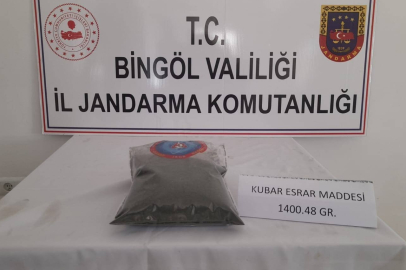 T.C.
BİNGÖL VALİLİĞİ
İL JANDARMA KOMUTANLIĞI
KUBAR ESRAR MADDESİ
1400.48 GR.